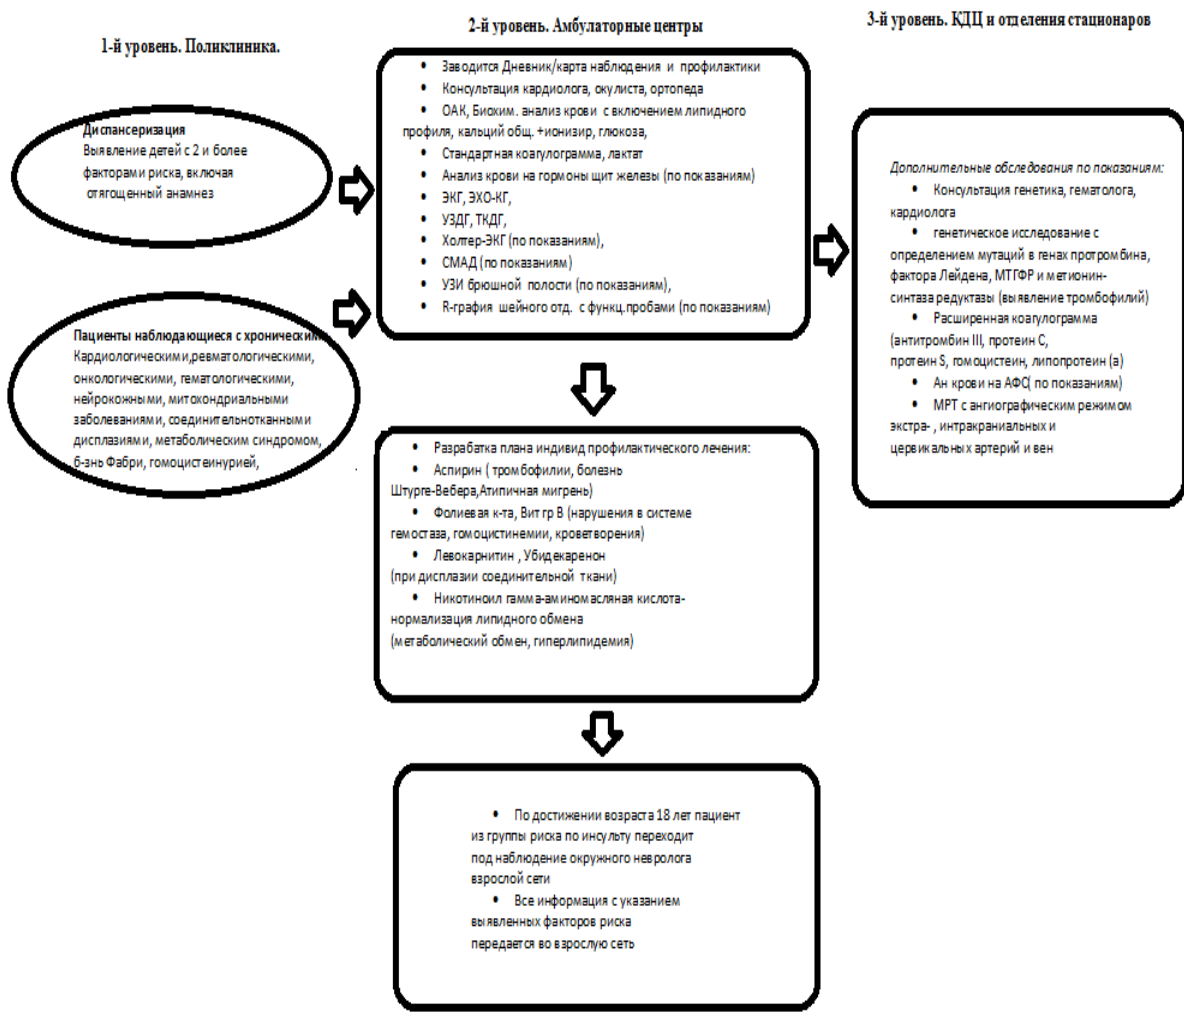 1-й уровень. Поликлиника.
Диспансеризация
Выявление детей с 2 и более
факторами риска, включая
отягощенный анамнез
Пациенты наблюдающиеся с хроническим
Кардиологическими,ревматологическими,
онкологическими, гематологическими,
нейрокожными, митохондриальными
заболеваниями, соединительнотканными
дисплазиями, метаболическим синдромом,
б-знь Фабри, гомоцистеинурией,
2-й уровень. Амбулаторные центры
• Заводится Дневник/карта наблюдения и профилактики
• Консультация кардиолога, окулиста, ортопеда
• ОАК, Биохим. анализ крови с включением липидного
профиля, кальций общ. +ионизир, глюкоза,
• Стандартная коагулограмма, лактат
• Анализ крови на гормоны щит железы (по показаниям)
• ЭКГ, ЭХО-КГ,
• УЗДГ, ТКДГ,
• Холтер-ЭКГ (по показаниям),
• СМАД (по показаниям)
• УЗИ брюшной полости (по показаниям),
• R-графия шейного отд. с функц.пробами (по показаниям)
• Разрабатка плана индивид профилактического лечения:
• Аспирин ( тромбофилии, болезнь
Штурге-Вебера,Атипичная мигрень)
• Фолиевая к-та, Вит гр В (нарушения в системе
гемостаза, гомоцистинемии, кроветворения)
• Левокарнитин , Убидекаренон
(при дисплазии соединительной ткани)
• Никотиноил гамма-аминомасляная кислота-
нормализация липидного обмена
(метаболический обмен, гиперлипидемия)
• По достижении возраста 18 лет пациент
из группы риска по инсульту переходит
под наблюдение окружного невролога
взрослой сети
• Все информация с указанием
выявленных факторов риска
передается во взрослую сеть
3-й уровень. КДЦ и отделения стационаров
Дополнительные обследования по показаниям:
• Консультация генетика, гематолога,
кардиолога
• генетическое исследование с
определением мутаций в генах протромбина,
фактора Лейдена, МТГФР и метионин-
синтаза редуктазы (выявление тромбофилий)
• Расширенная коагулограмма
(антитромбин III, протеин С,
протеин S, гомоцистеин, липопротеин (а)
• Ан крови на АФС( по показаниям)
• МРТ с ангиографическим режимом
экстра- , интракраниальных и
цервикальных артерий и вен